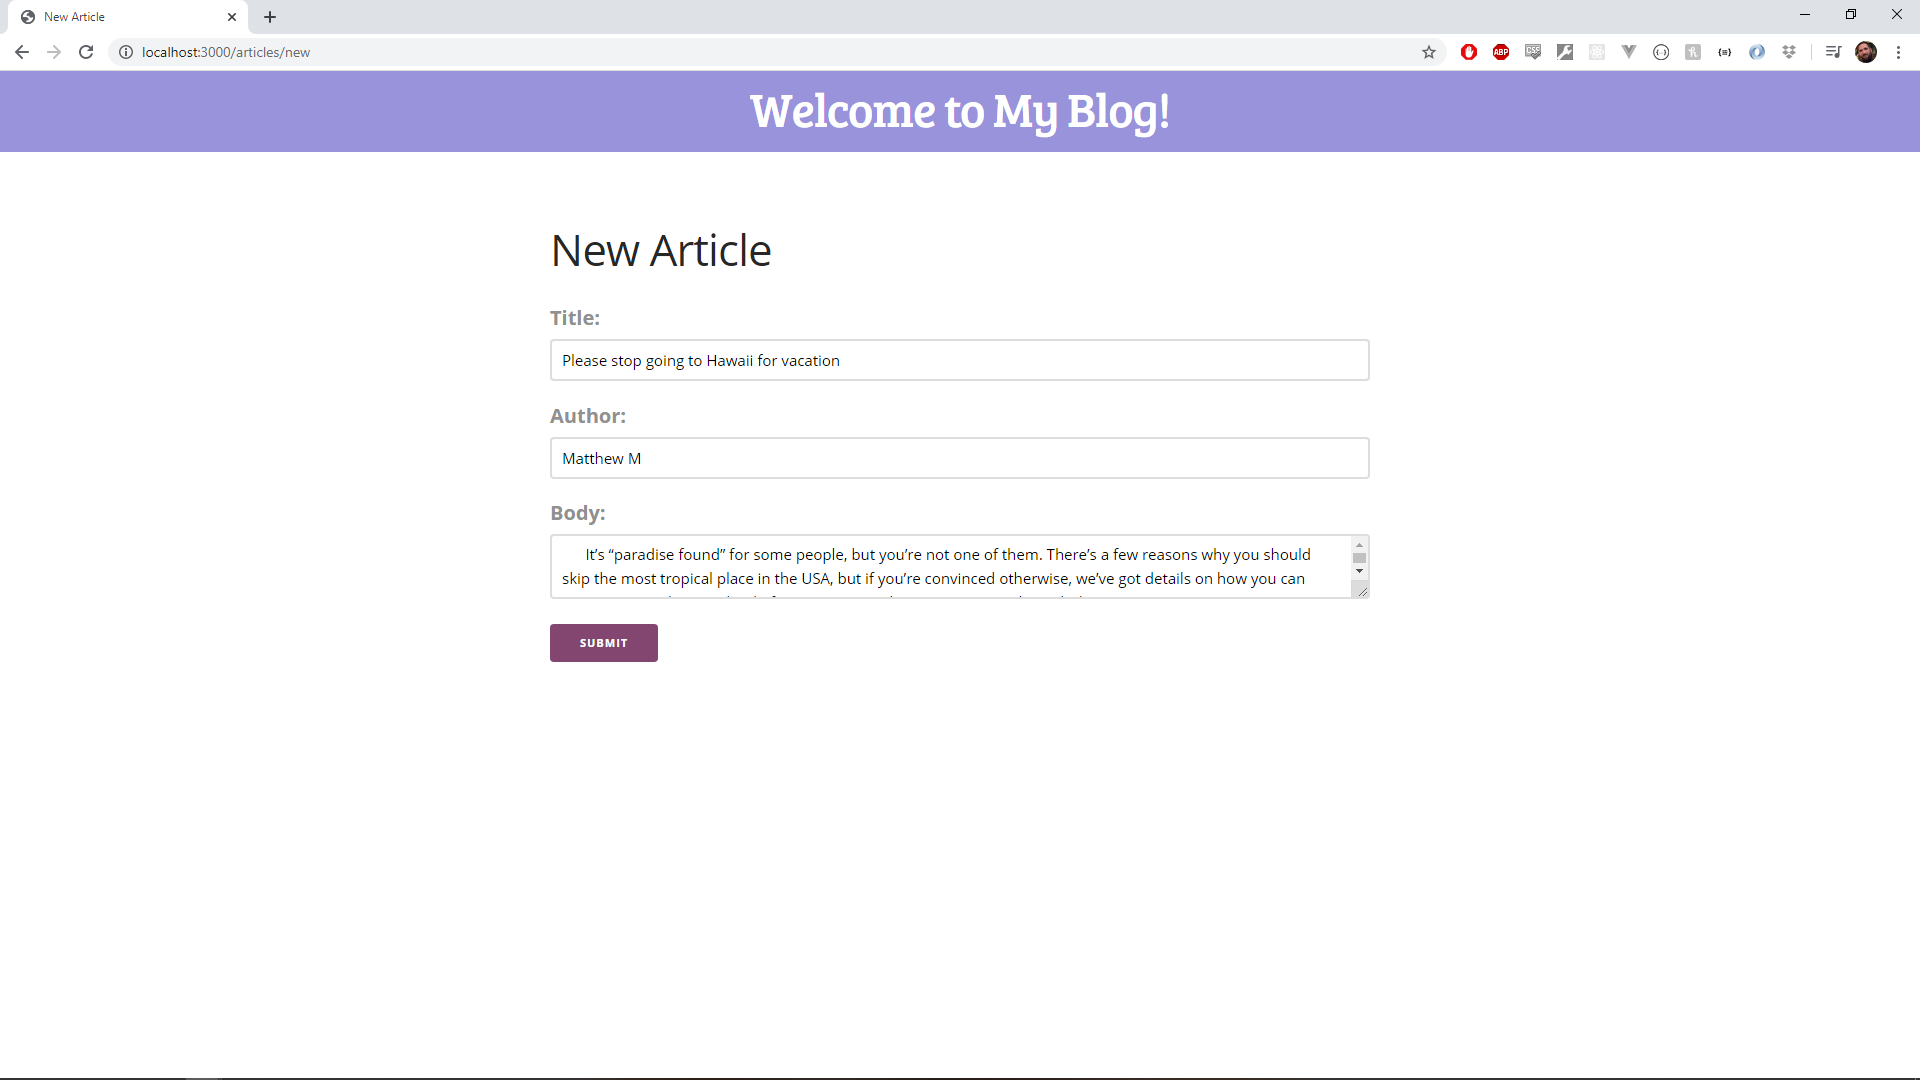 New Article
localhost:3000/articles/new
ABP
CSS
Welcome to My Blog!
New Article
Title:
Please stop going to Hawaii for vacation
Author:
Matthew M
Body:
It’s “paradise found” for some people, but you’re not one of them. There’s a few reasons why you should
skip the most tropical place in the USA, but if you’re convinced otherwise, we’ve got details on how you can
SUBMIT